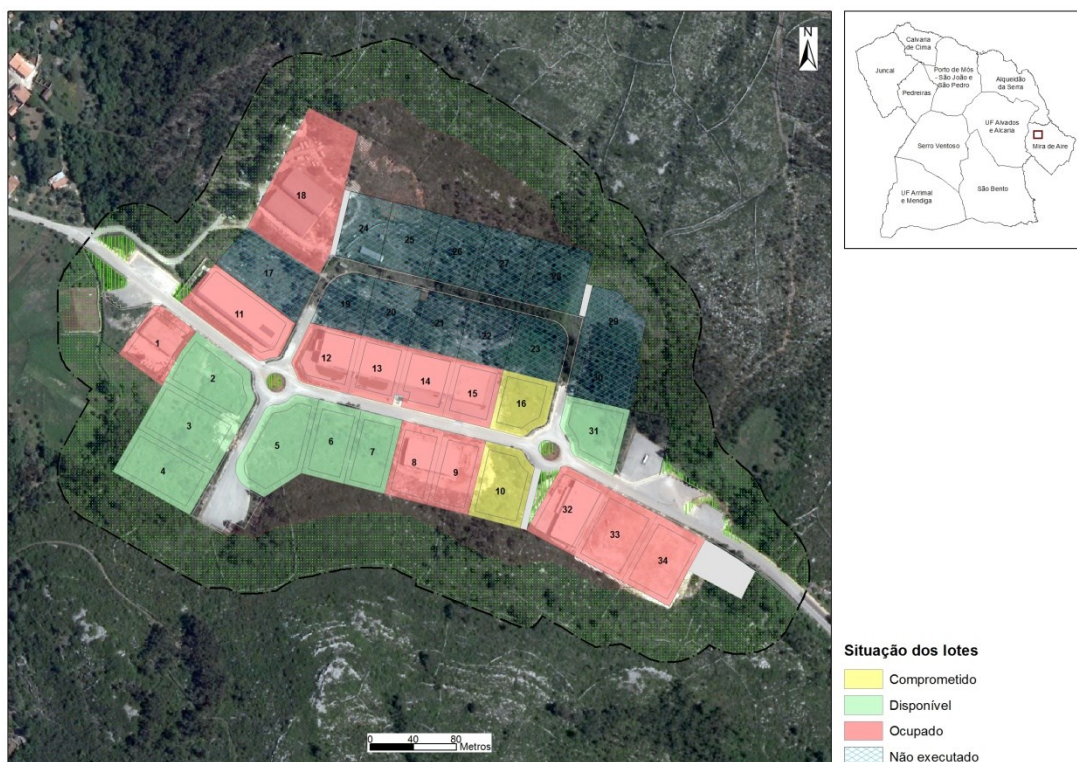 N
18
24
25
26
27
28
17
19
20
21
22
23
29
30
11
12
13
14
15
16
1
2
3
4
5
6
7
8
9
10
31
32
33
34
0 40 80
Metros
Calvaria
de Cima
Juncal
Porto de Mós
- São João e
São Pedro
Alqueidão
da Serra
Pedreiras
UF Alvados
e Alcaria
Mira de Aire
Serro Ventoso
São Bento
UF Arrimal
e Mendiga
Situação dos lotes
Comprometido
Disponível
Ocupado
Não executado